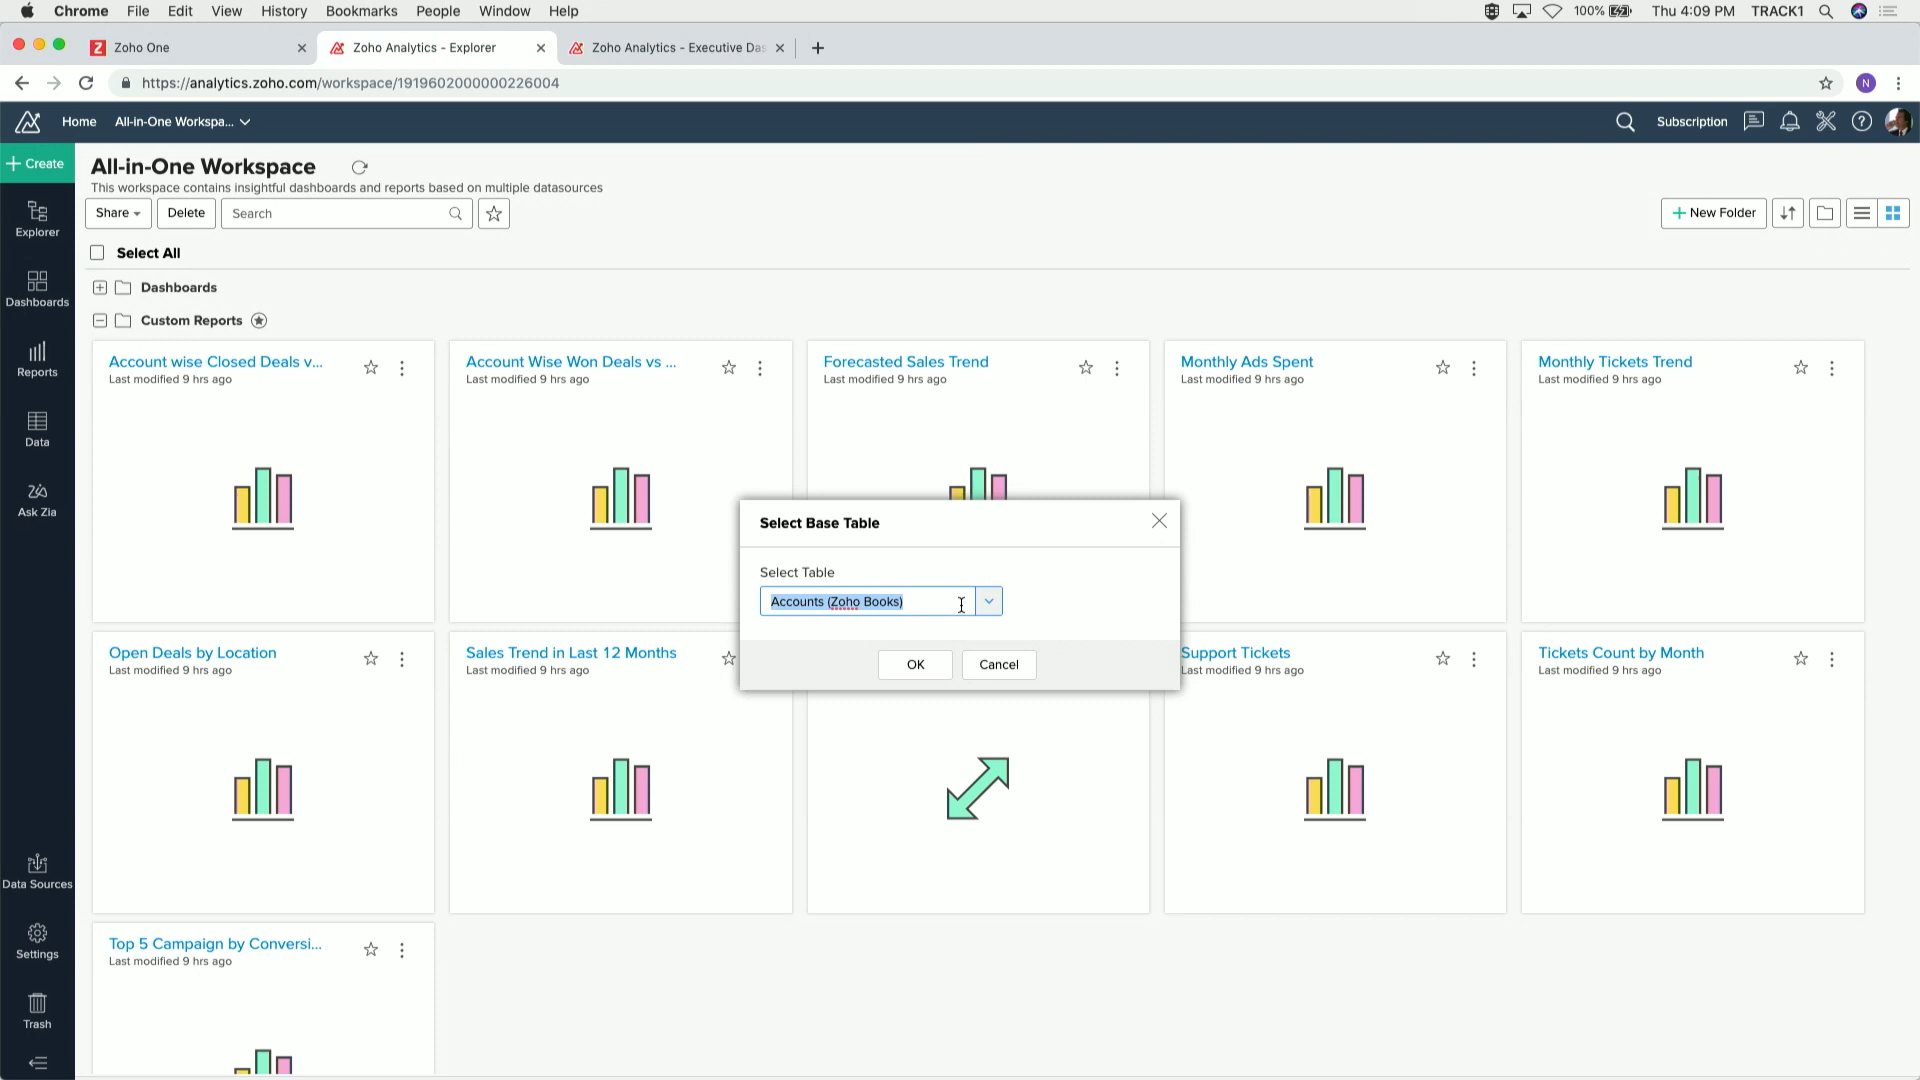 Chrome File Edit View History Bookmarks People Window Help 100% Thu 4:09 PM TRACK1
Zoho One Zoho Analytics - Explorer Zoho Analytics - Executive Das
https://analytics.zoho.com/workspace/1919602000000226004 N
Home All-in-One Workspa... Subscription
+ Create
All-in-One Workspace
This workspace contains insightful dashboards and reports based on multiple datasources
Share Delete Search + New Folder
Explorer
Select All
Dashboards
Dashboards
Custom Reports
Reports
Data
Ask Zia
Account wise Closed Deals v...
Last modified 9 hrs ago
Account Wise Won Deals vs ...
Last modified 9 hrs ago
Forecasted Sales Trend
Last modified 9 hrs ago
Monthly Ads Spent
Last modified 9 hrs ago
Monthly Tickets Trend
Last modified 9 hrs ago
Select Base Table
Select Table
Accounts (Zoho Books)
OK Cancel
Open Deals by Location
Last modified 9 hrs ago
Sales Trend in Last 12 Months
Last modified 9 hrs ago
Support Tickets
Last modified 9 hrs ago
Tickets Count by Month
Last modified 9 hrs ago
Data Sources
Settings
Trash
Top 5 Campaign by Conversi...
Last modified 9 hrs ago